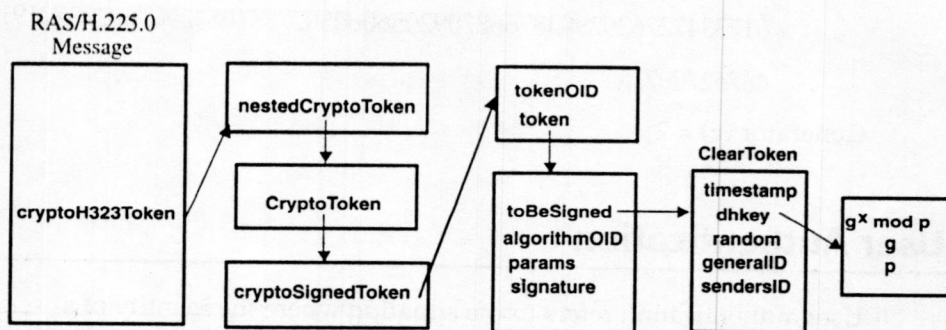 RAS/H.225.0
Message
cryptoH323Token
nestedCryptoToken
CryptoToken
cryptoSignedToken
tokenOID
token
toBeSigned
algorithmOID
params
signature
ClearToken
timestamp
dhkey
random
generalID
sendersID
g^x mod p
g
p